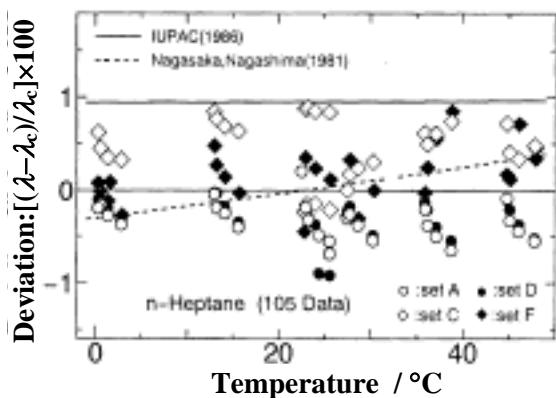 IUPAC(1986)
Nagasaka,Nagashima(1981)
Deviation:[(λ−λc)/λc]×100
1
0
−1
n-Heptane (105 Data)
○ :set A ● :set D
◇ :set C ◆ :set F
0 20 40
Temperature / °C